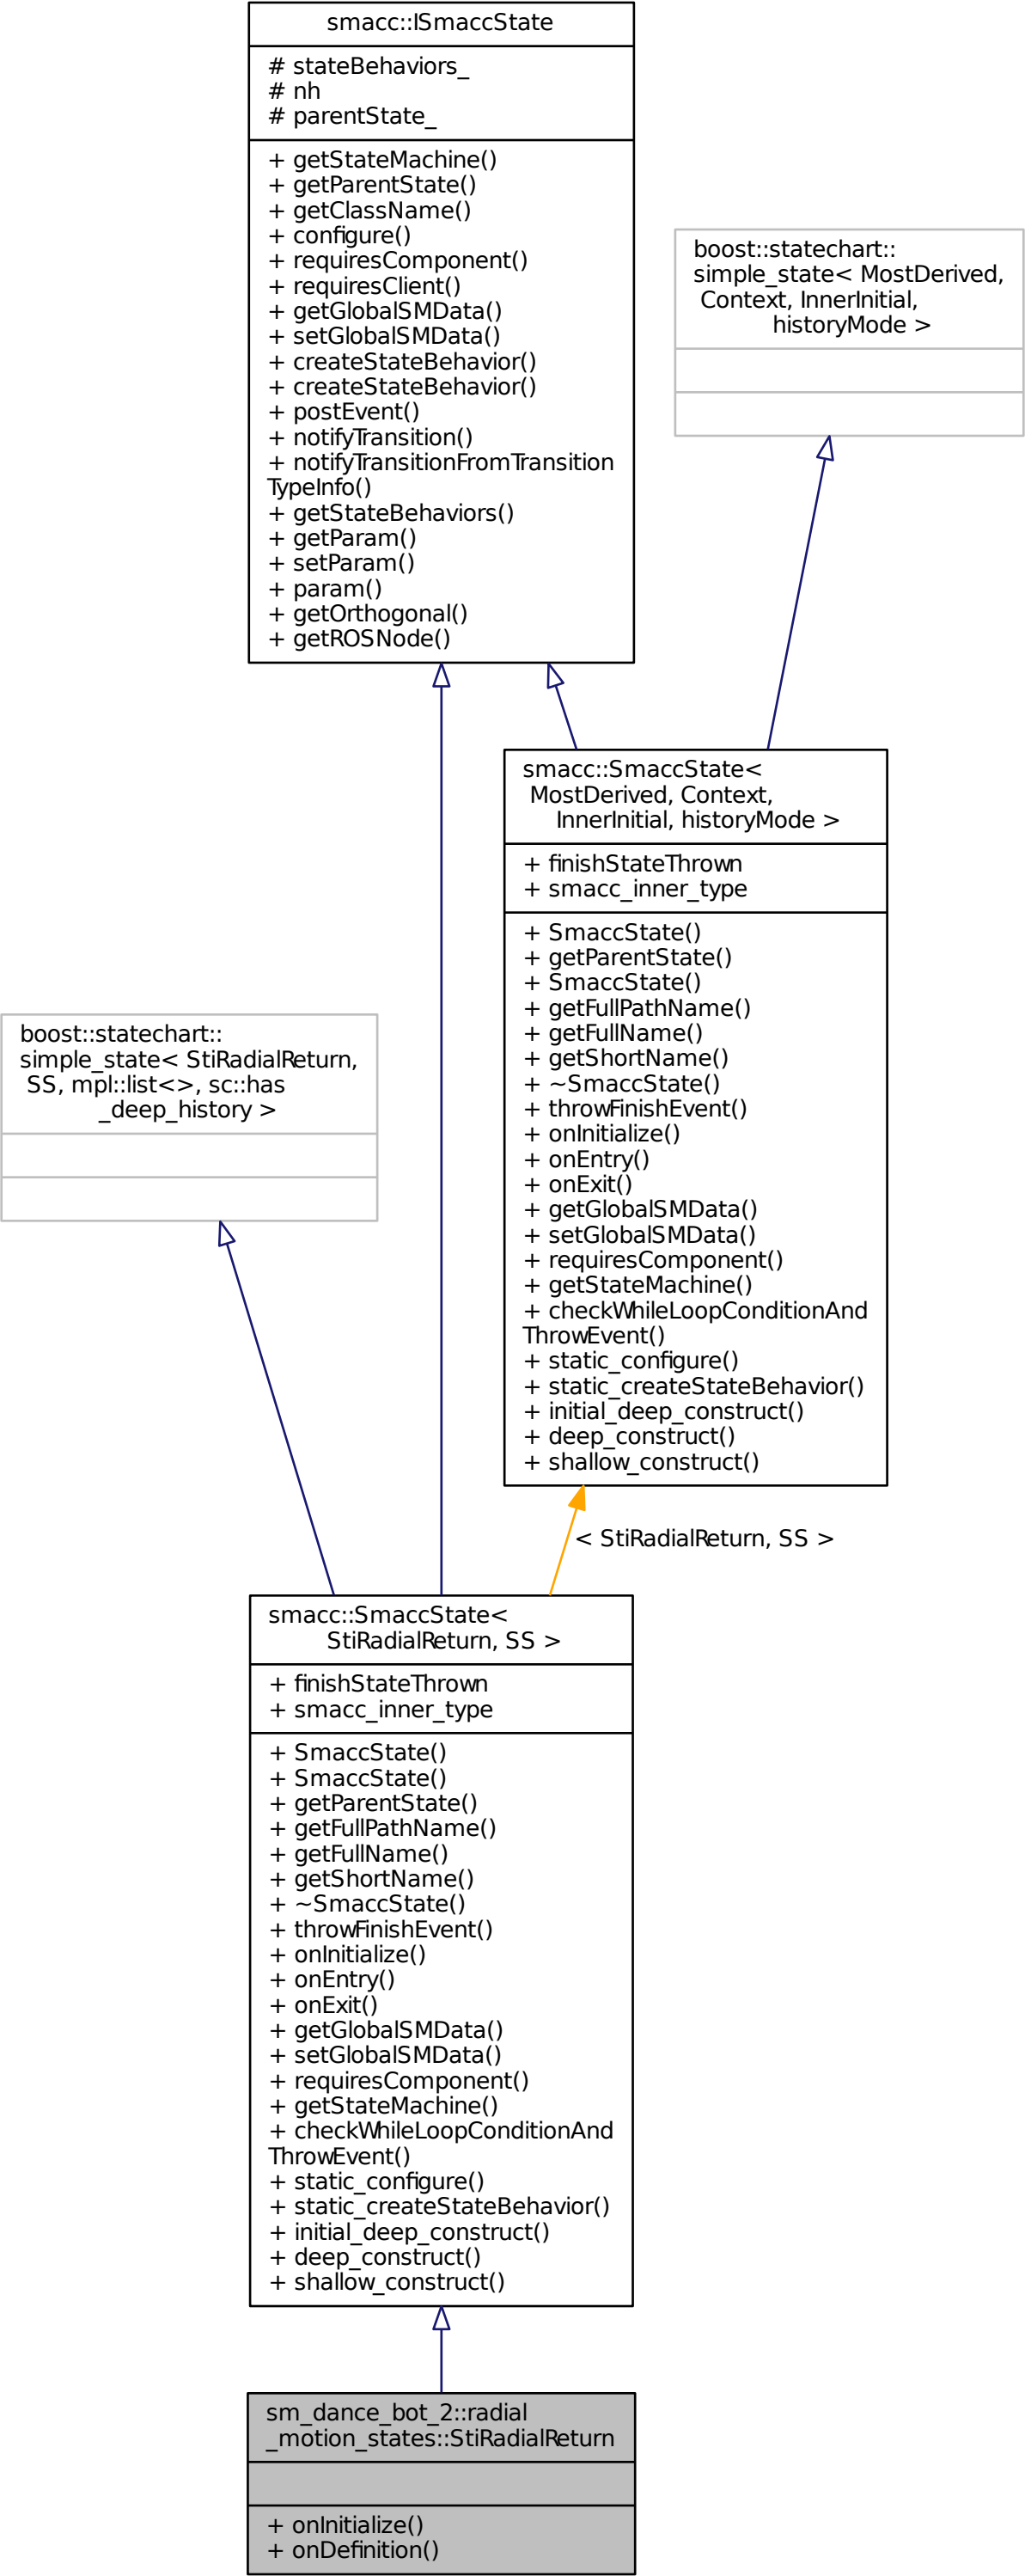 smacc::ISmaccState
# stateBehaviors_
# nh
# parentState_
+ getStateMachine()
+ getParentState()
+ getClassName()
+ configure()
+ requiresComponent()
+ requiresClient()
+ getGlobalSMData()
+ setGlobalSMData()
+ createStateBehavior()
+ createStateBehavior()
+ postEvent()
+ notifyTransition()
+ notifyTransitionFromTransition
TypeInfo()
+ getStateBehaviors()
+ getParam()
+ setParam()
+ param()
+ getOrthogonal()
+ getROSNode()
boost::statechart::
simple_state< MostDerived,
Context, InnerInitial,
historyMode >
smacc::SmaccState<
MostDerived, Context,
InnerInitial, historyMode >
+ finishStateThrown
+ smacc_inner_type
+ SmaccState()
+ getParentState()
+ SmaccState()
+ getFullPathName()
+ getFullName()
+ getShortName()
+ ~SmaccState()
+ throwFinishEvent()
+ onInitialize()
+ onEntry()
+ onExit()
+ getGlobalSMData()
+ setGlobalSMData()
+ requiresComponent()
+ getStateMachine()
+ checkWhileLoopConditionAnd
ThrowEvent()
+ static_configure()
+ static_createStateBehavior()
+ initial_deep_construct()
+ deep_construct()
+ shallow_construct()
boost::statechart::
simple_state< StiRadialReturn,
SS, mpl::list<>, sc::has
_deep_history >
< StiRadialReturn, SS >
smacc::SmaccState<
StiRadialReturn, SS >
+ finishStateThrown
+ smacc_inner_type
+ SmaccState()
+ SmaccState()
+ getParentState()
+ getFullPathName()
+ getFullName()
+ getShortName()
+ ~SmaccState()
+ throwFinishEvent()
+ onInitialize()
+ onEntry()
+ onExit()
+ getGlobalSMData()
+ setGlobalSMData()
+ requiresComponent()
+ getStateMachine()
+ checkWhileLoopConditionAnd
ThrowEvent()
+ static_configure()
+ static_createStateBehavior()
+ initial_deep_construct()
+ deep_construct()
+ shallow_construct()
sm_dance_bot_2::radial
_motion_states::StiRadialReturn
+ onInitialize()
+ onDefinition()